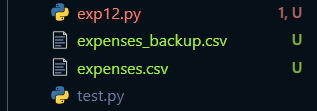 exp12.py 1, U
expenses_backup.csv U
expenses.csv U
test.py